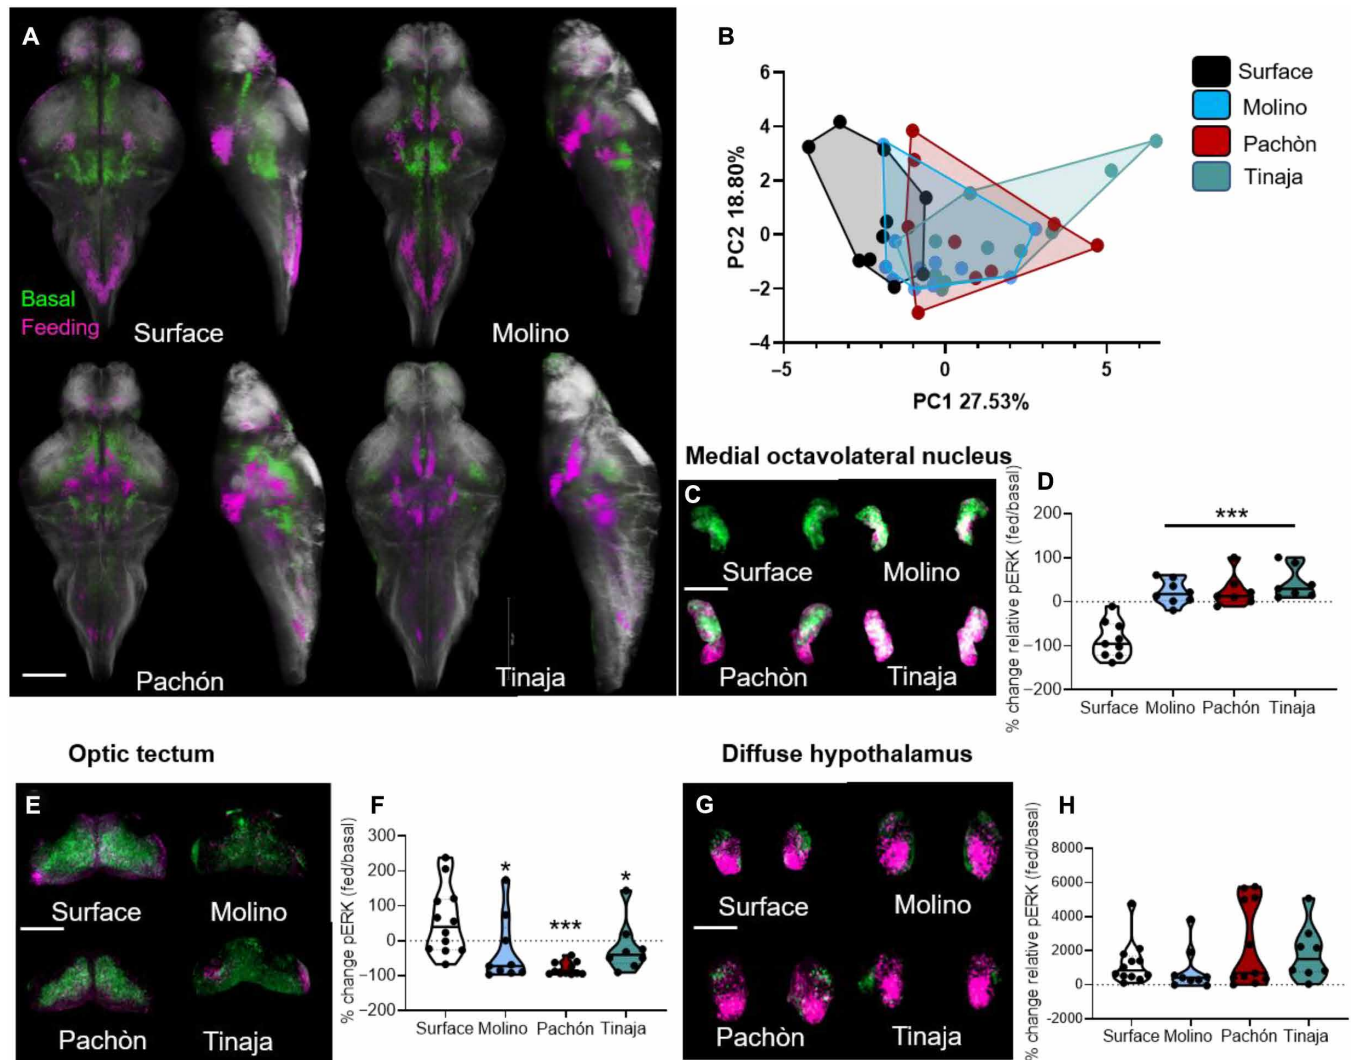 A
Basal
Feeding
Surface
Molino
Pachón
Tinaja
B
PC2 18.80%
6
4
2
0
−2
−4
−5
0
5
PC1 27.53%
Surface
Molino
Pachòn
Tinaja
Medial octavolateral nucleus
C
Surface
Molino
Pachòn
Tinaja
D
% change relative pERK (fed/basal)
200
100
0
−100
−200
***
Surface
Molino
Pachón
Tinaja
Optic tectum
E
Surface
Molino
Pachòn
Tinaja
F
% change pERK (fed/basal)
300
200
100
0
−100
−200
*
***
*
Surface
Molino
Pachón
Tinaja
Diffuse hypothalamus
G
Surface
Molino
Pachòn
Tinaja
H
% change relative pERK (fed/basal)
8000
6000
4000
2000
0
−2000
Surface
Molino
Pachón
Tinaja